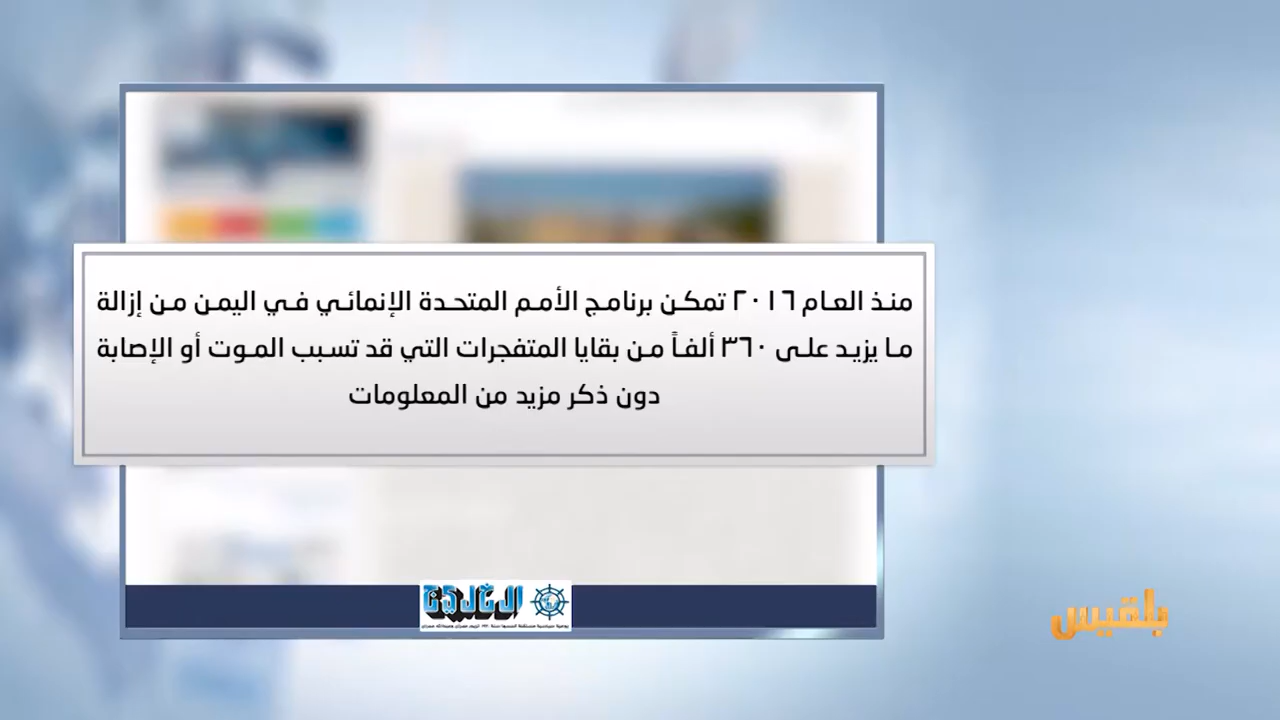 منذ العام ٢٠١٦ تمكن برنامج الأمم المتحدة الإنمائي في اليمن من إزالة
ما يزيد على ٣٦٠ ألفاً من بقايا المتفجرات التي قد تسبب الموت أو الإصابة
دون ذكر مزيد من المعلومات
الخليج
بلقيس